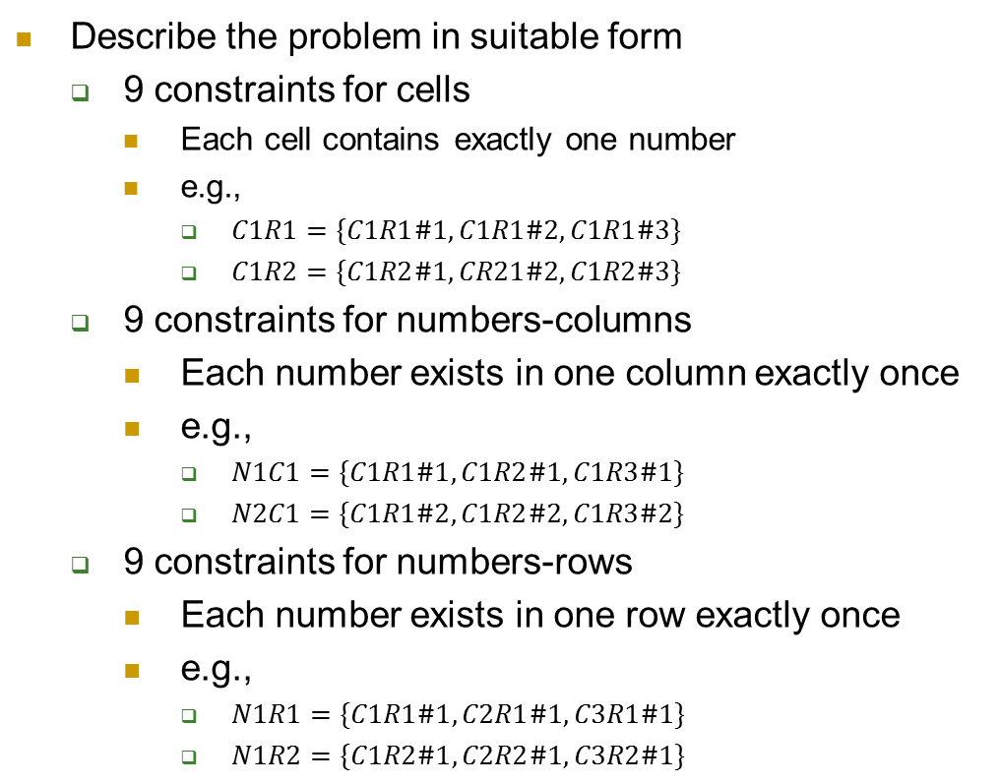 Describe the problem in suitable form
9 constraints for cells
Each cell contains exactly one number
e.g.,
C1R1 = {C1R1#1, C1R1#2, C1R1#3}
C1R2 = {C1R2#1, CR21#2, C1R2#3}
9 constraints for numbers-columns
Each number exists in one column exactly once
e.g.,
N1C1 = {C1R1#1, C1R2#1, C1R3#1}
N2C1 = {C1R1#2, C1R2#2, C1R3#2}
9 constraints for numbers-rows
Each number exists in one row exactly once
e.g.,
N1R1 = {C1R1#1, C2R1#1, C3R1#1}
N1R2 = {C1R2#1, C2R2#1, C3R2#1}